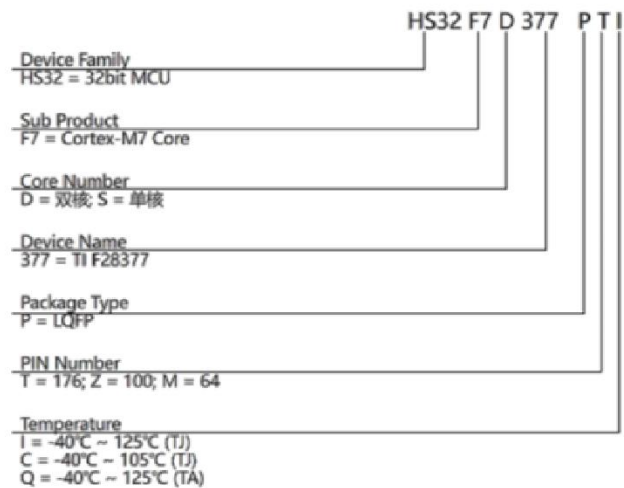 HS32 F7 D 377 P T I
Device Family
HS32 = 32bit MCU
Sub Product
F7 = Cortex-M7 Core
Core Number
D = 双核; S = 单核
Device Name
377 = TI F28377
Package Type
P = LQFP
PIN Number
T = 176; Z = 100; M = 64
Temperature
I = -40℃ ~ 125℃ (TJ)
C = -40℃ ~ 105℃ (TJ)
Q = -40℃ ~ 125℃ (TA)